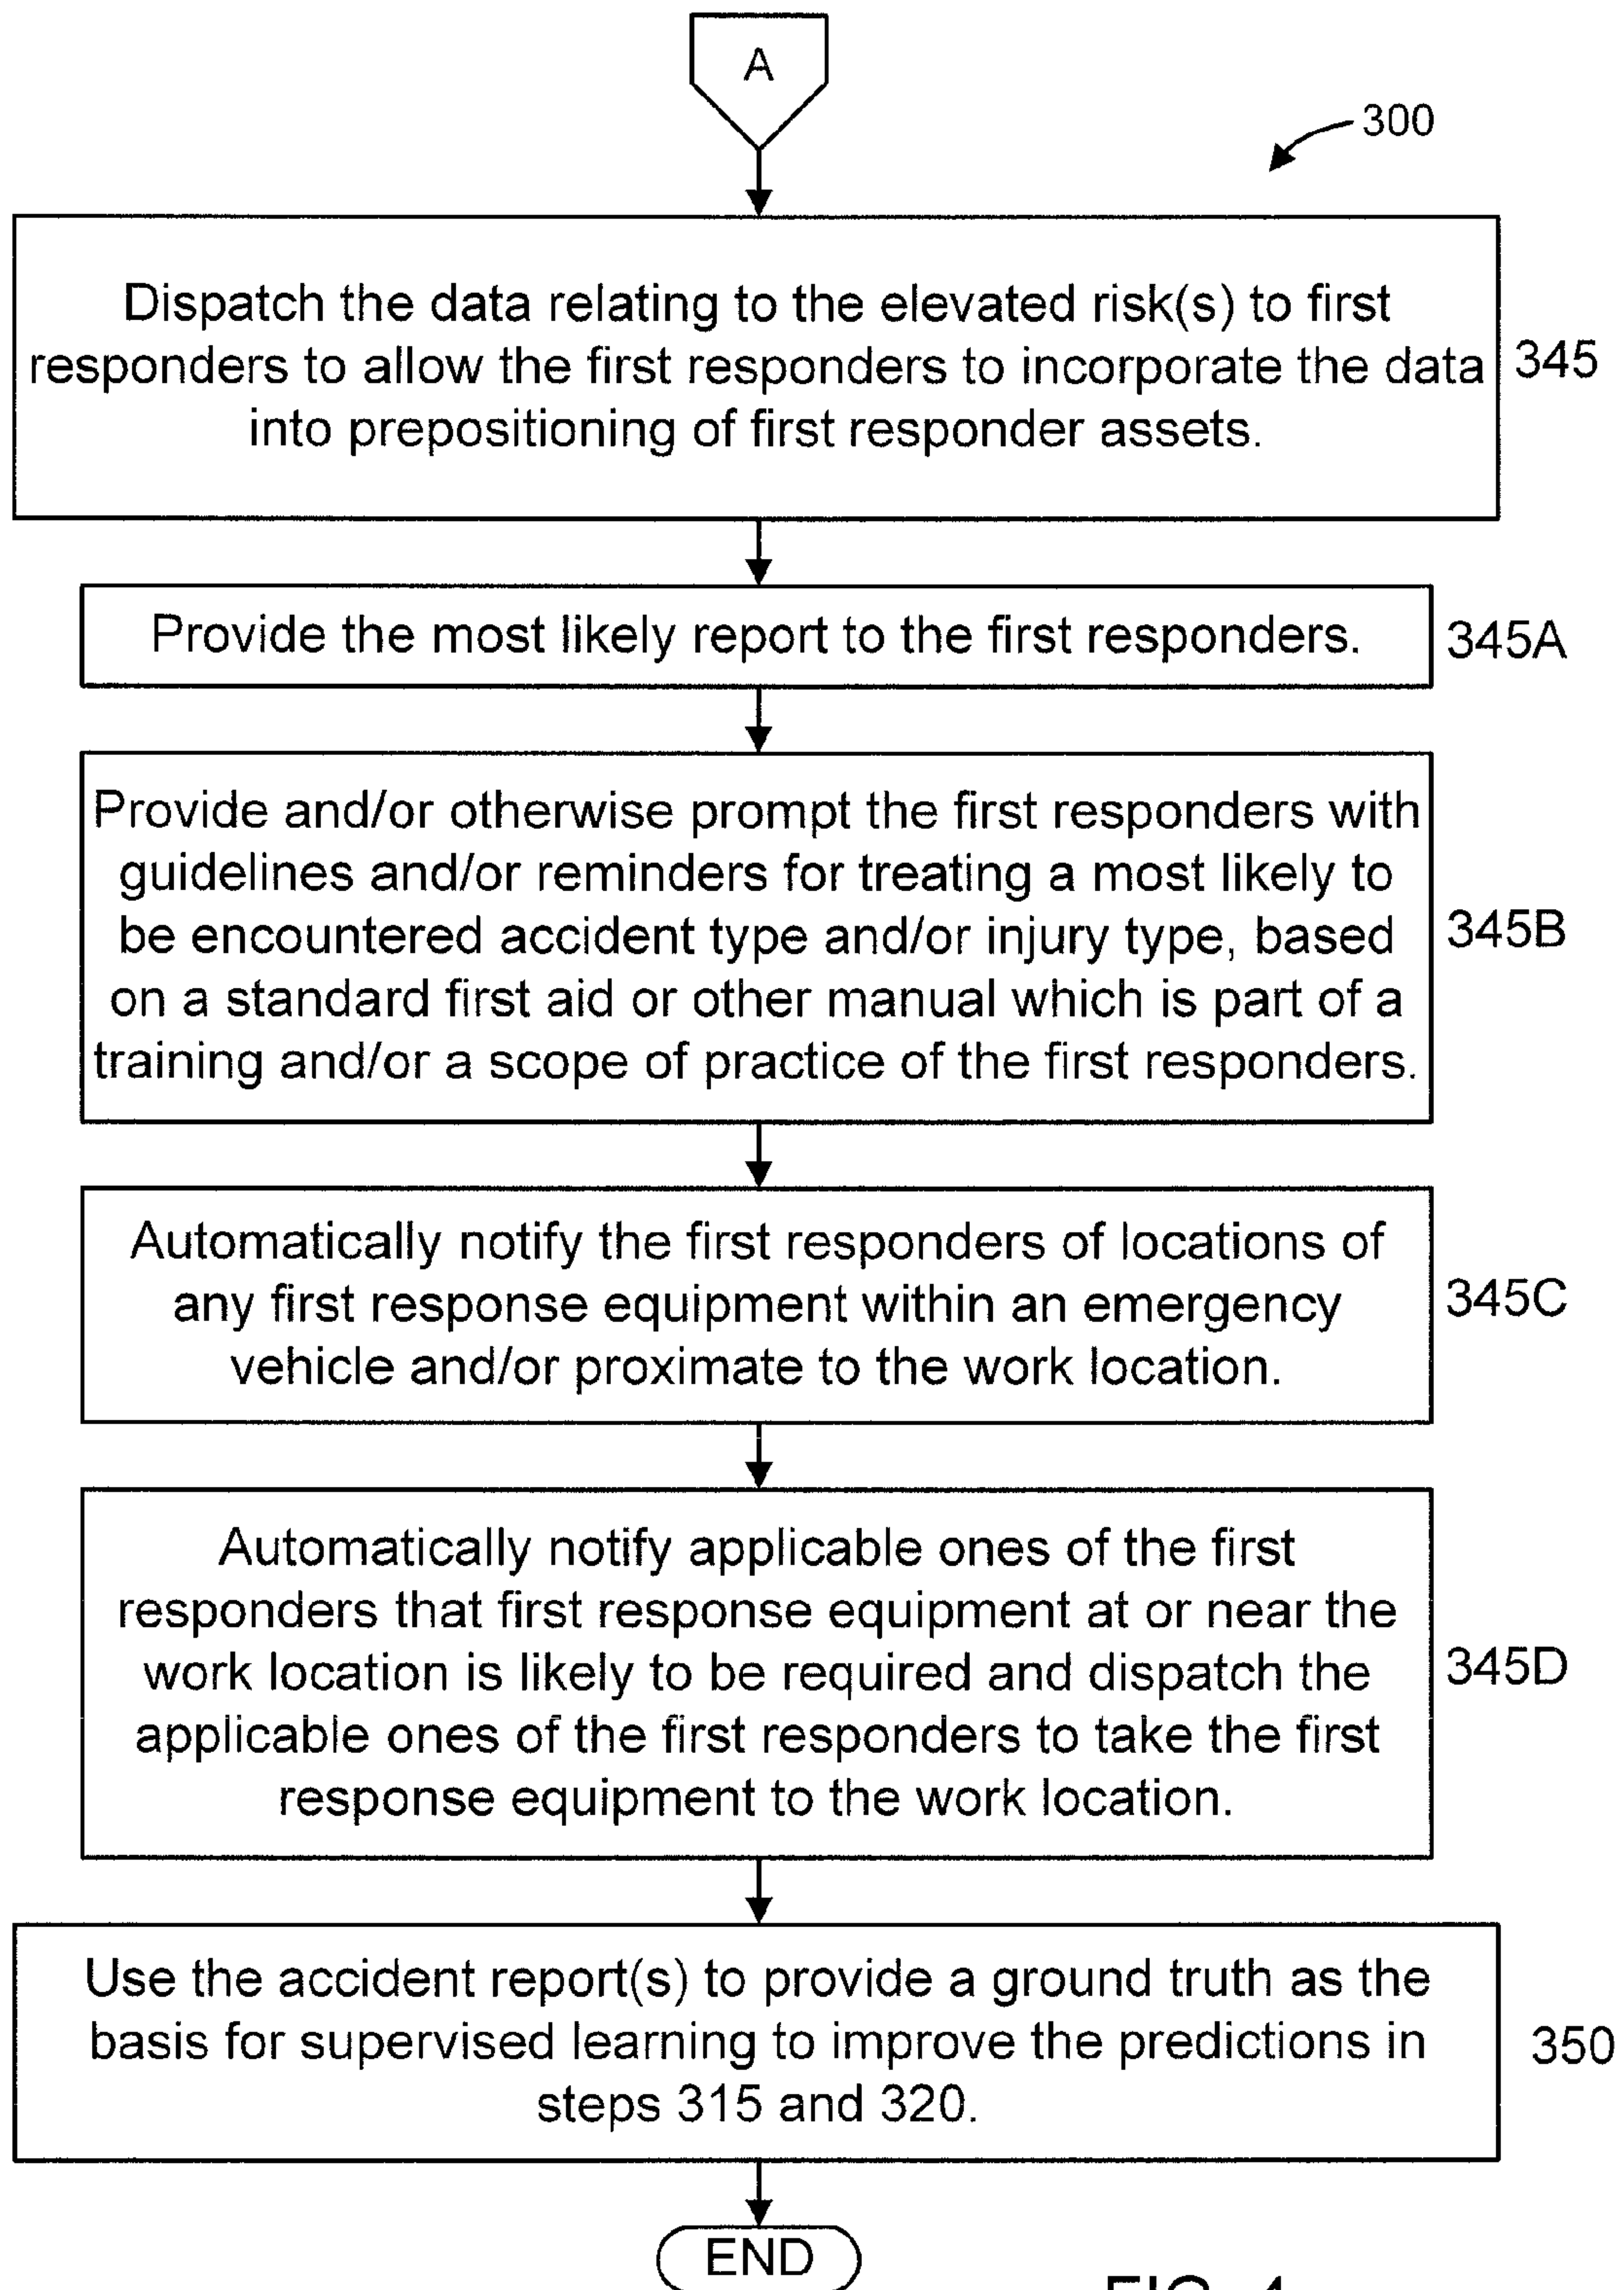 A
300
Dispatch the data relating to the elevated risk(s) to first
responders to allow the first responders to incorporate the data
into prepositioning of first responder assets.
345
Provide the most likely report to the first responders.
345A
Provide and/or otherwise prompt the first responders with
guidelines and/or reminders for treating a most likely to
be encountered accident type and/or injury type, based
on a standard first aid or other manual which is part of a
training and/or a scope of practice of the first responders.
345B
Automatically notify the first responders of locations of
any first response equipment within an emergency
vehicle and/or proximate to the work location.
345C
Automatically notify applicable ones of the first
responders that first response equipment at or near the
work location is likely to be required and dispatch the
applicable ones of the first responders to take the first
response equipment to the work location.
345D
Use the accident report(s) to provide a ground truth as the
basis for supervised learning to improve the predictions in
steps 315 and 320.
350
END